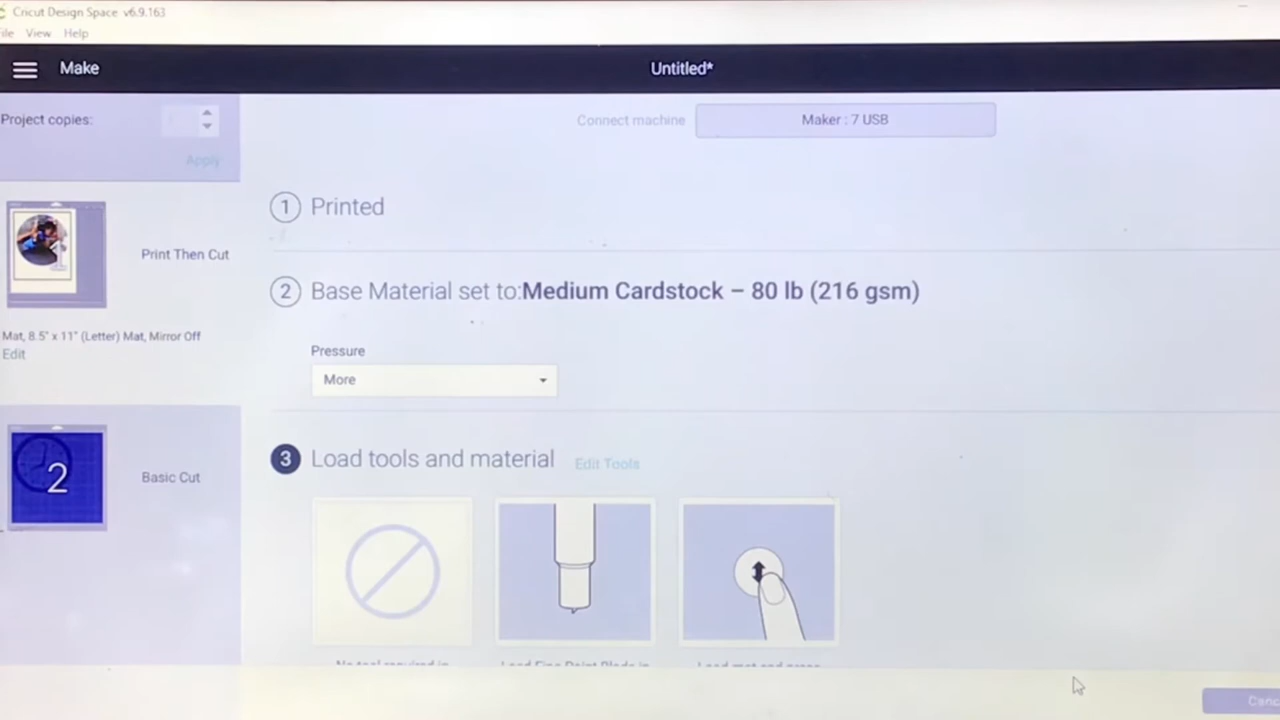 Cricut Design Space v6.9.163
File View Help
Make
Untitled*
Project copies:
Apply
Connect machine
Maker : 7 USB
Print Then Cut
Mat, 8.5" x 11" (Letter) Mat, Mirror Off
Edit
2
Basic Cut
1 Printed
2 Base Material set to:Medium Cardstock – 80 lb (216 gsm)
Pressure
More
3 Load tools and material
Edit Tools